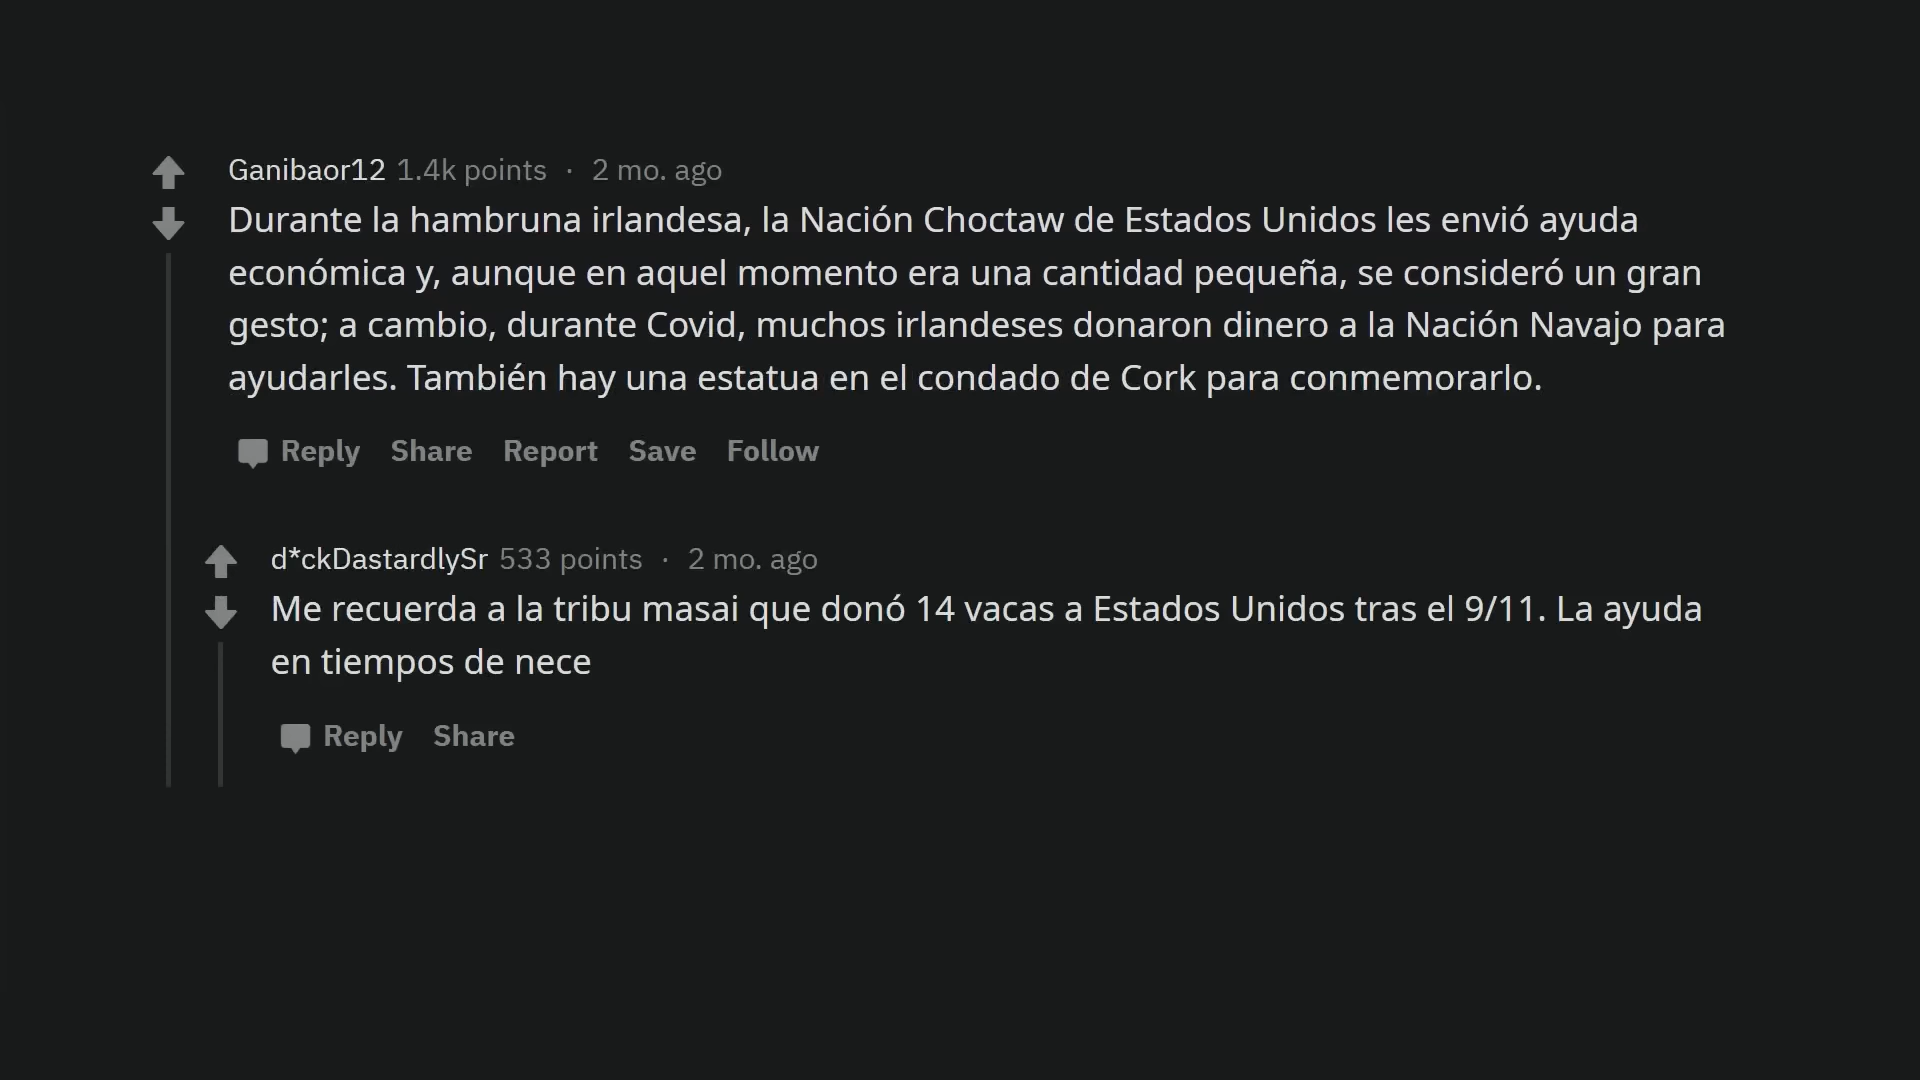 Ganibaor12 1.4k points · 2 mo. ago
Durante la hambruna irlandesa, la Nación Choctaw de Estados Unidos les envió ayuda
económica y, aunque en aquel momento era una cantidad pequeña, se consideró un gran
gesto; a cambio, durante Covid, muchos irlandeses donaron dinero a la Nación Navajo para
ayudarles. También hay una estatua en el condado de Cork para conmemorarlo.
Reply Share Report Save Follow
d*ckDastardlySr 533 points · 2 mo. ago
Me recuerda a la tribu masai que donó 14 vacas a Estados Unidos tras el 9/11. La ayuda
en tiempos de nece
Reply Share